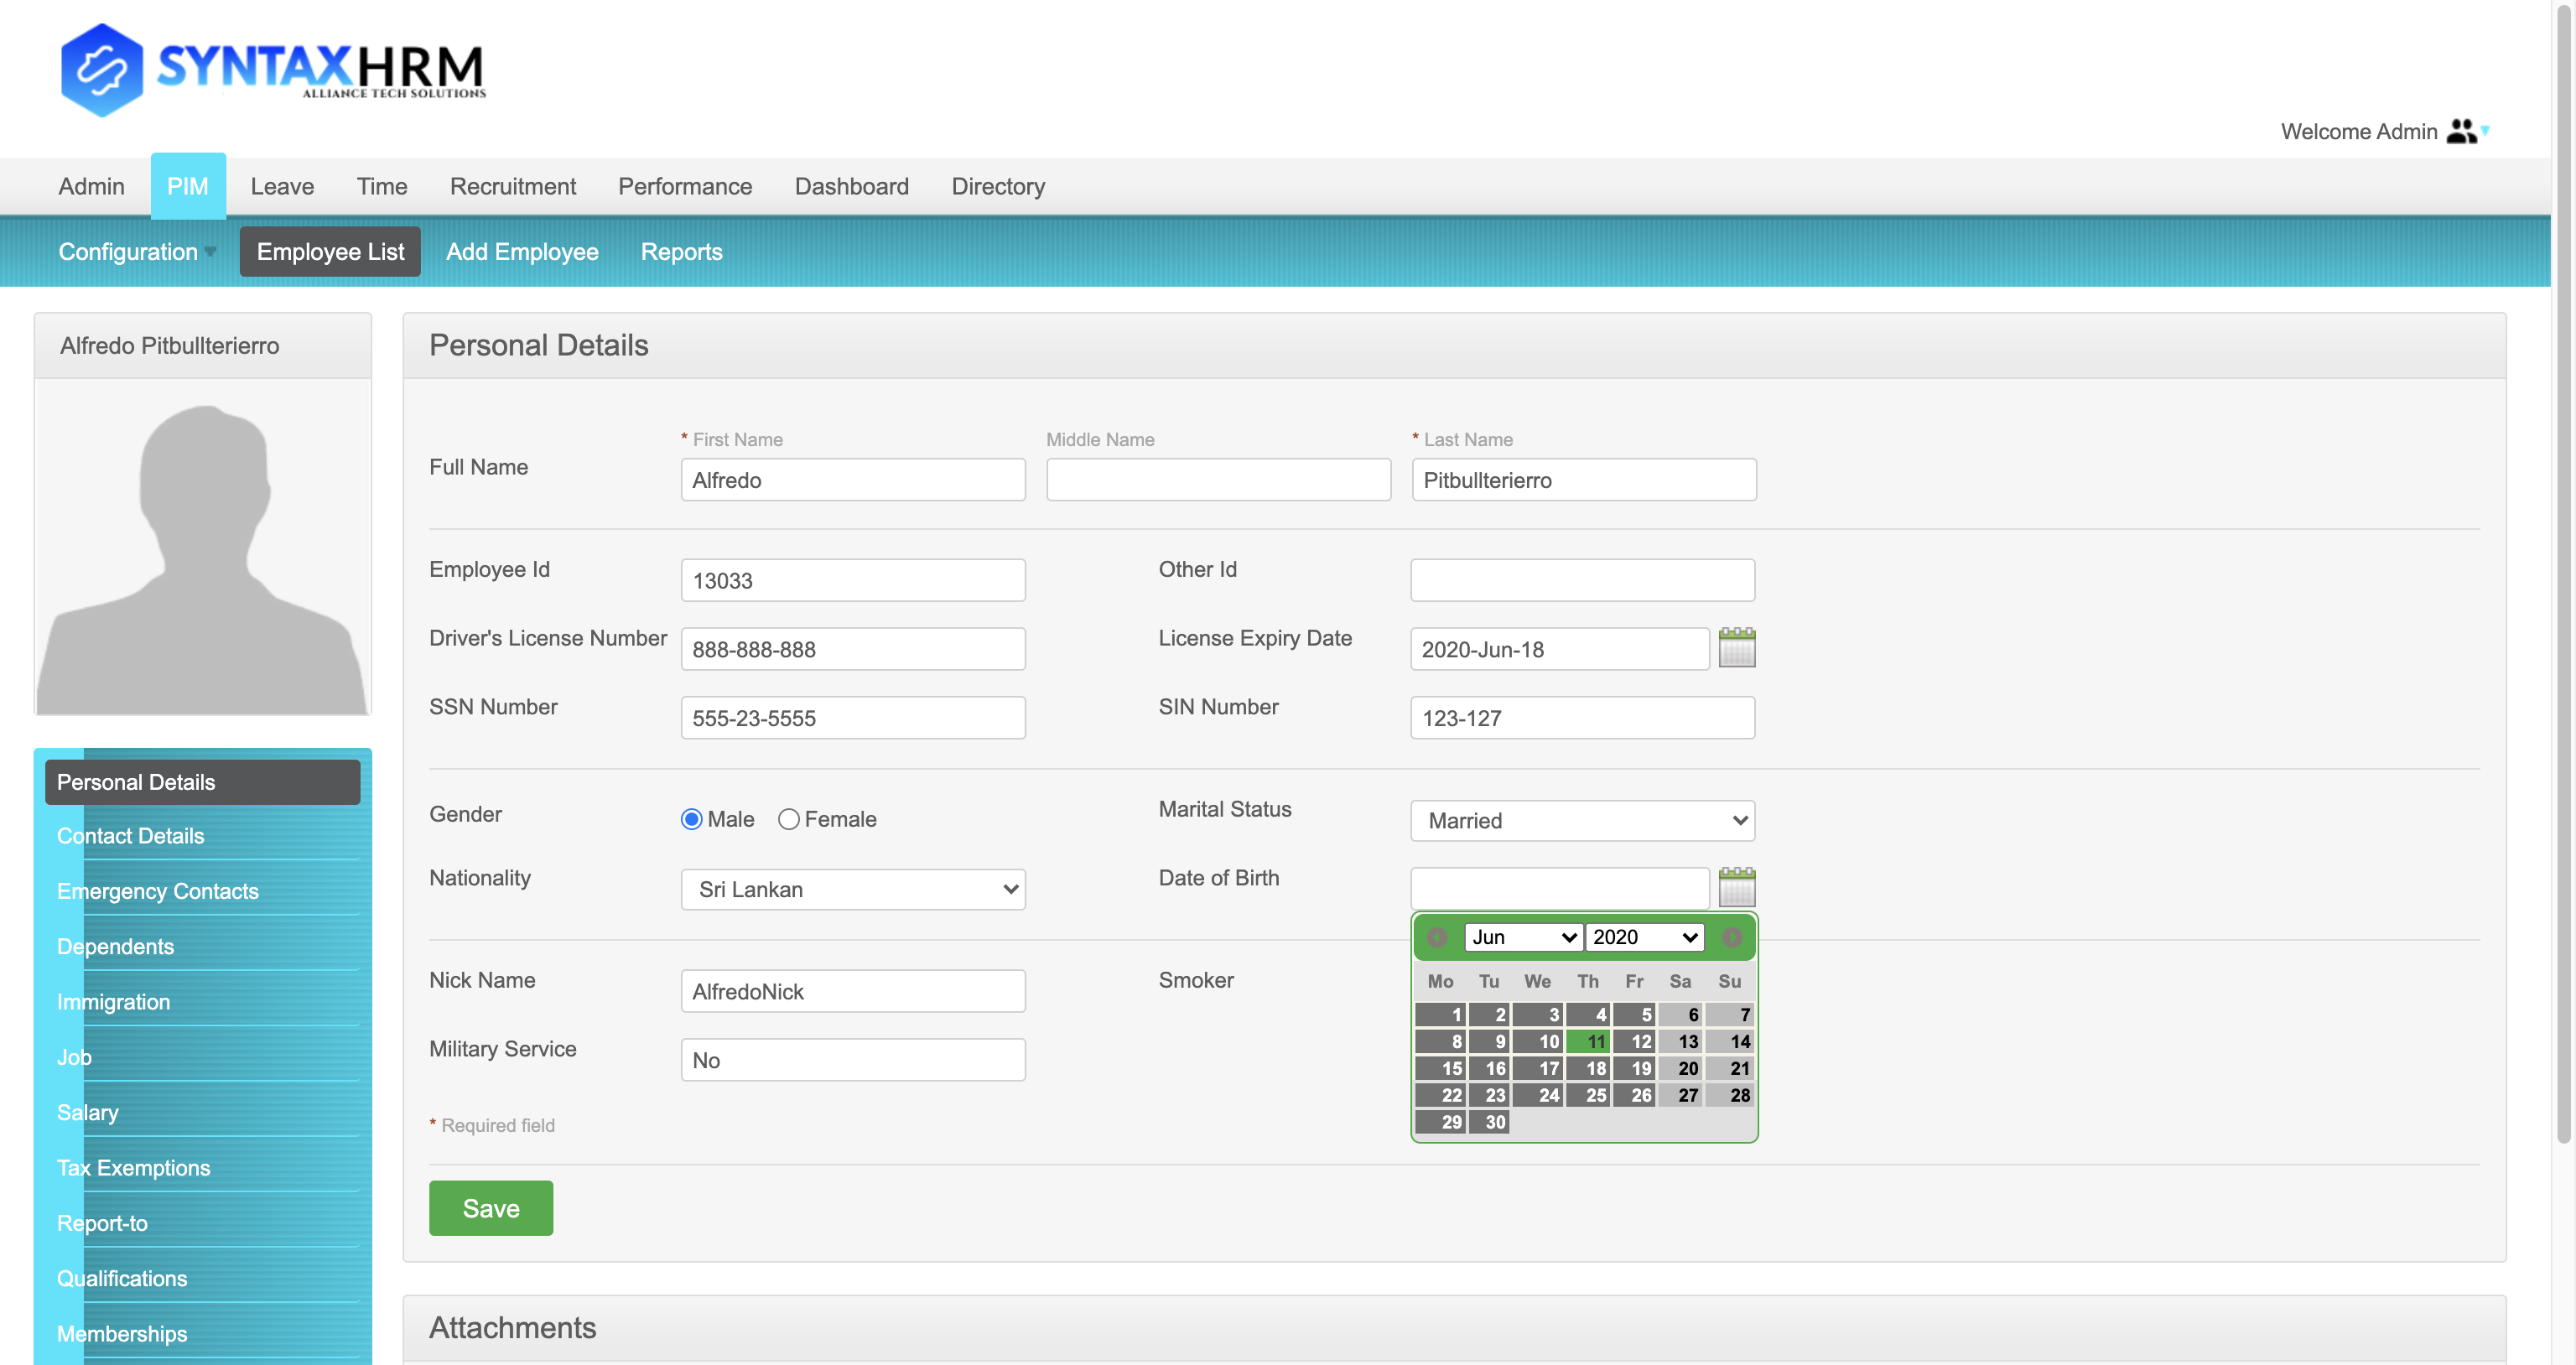 SYNTAXHRM
ALLIANCE TECH SOLUTIONS
Welcome Admin
Admin PIM Leave Time Recruitment Performance Dashboard Directory
Configuration Employee List Add Employee Reports
Alfredo Pitbullterierro
Personal Details
Contact Details
Emergency Contacts
Dependents
Immigration
Job
Salary
Tax Exemptions
Report-to
Qualifications
Memberships
Personal Details
* First Name Middle Name * Last Name
Full Name Alfredo Pitbullterierro
Employee Id 13033 Other Id
Driver's License Number 888-888-888 License Expiry Date 2020-Jun-18
SSN Number 555-23-5555 SIN Number 123-127
Gender Male Female Marital Status Married
Nationality Sri Lankan Date of Birth
Jun 2020
Mo Tu We Th Fr Sa Su
1 2 3 4 5 6 7
8 9 10 11 12 13 14
15 16 17 18 19 20 21
22 23 24 25 26 27 28
29 30
Nick Name AlfredoNick Smoker
Military Service No
* Required field
Save
Attachments